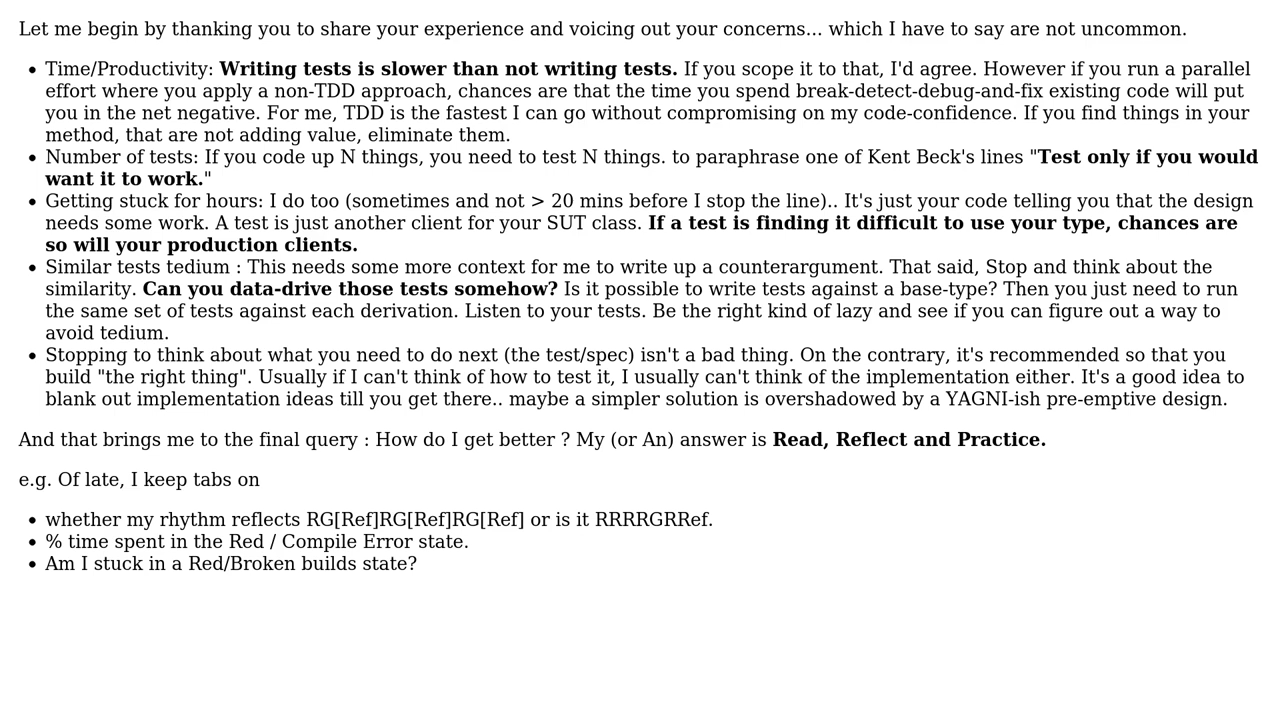 Let me begin by thanking you to share your experience and voicing out your concerns... which I have to say are not uncommon.
• Time/Productivity: Writing tests is slower than not writing tests. If you scope it to that, I'd agree. However if you run a parallel
effort where you apply a non-TDD approach, chances are that the time you spend break-detect-debug-and-fix existing code will put
you in the net negative. For me, TDD is the fastest I can go without compromising on my code-confidence. If you find things in your
method, that are not adding value, eliminate them.
• Number of tests: If you code up N things, you need to test N things. to paraphrase one of Kent Beck's lines "Test only if you would
want it to work."
• Getting stuck for hours: I do too (sometimes and not > 20 mins before I stop the line).. It's just your code telling you that the design
needs some work. A test is just another client for your SUT class. If a test is finding it difficult to use your type, chances are
so will your production clients.
• Similar tests tedium : This needs some more context for me to write up a counterargument. That said, Stop and think about the
similarity. Can you data-drive those tests somehow? Is it possible to write tests against a base-type? Then you just need to run
the same set of tests against each derivation. Listen to your tests. Be the right kind of lazy and see if you can figure out a way to
avoid tedium.
• Stopping to think about what you need to do next (the test/spec) isn't a bad thing. On the contrary, it's recommended so that you
build "the right thing". Usually if I can't think of how to test it, I usually can't think of the implementation either. It's a good idea to
blank out implementation ideas till you get there.. maybe a simpler solution is overshadowed by a YAGNI-ish pre-emptive design.
And that brings me to the final query : How do I get better ? My (or An) answer is Read, Reflect and Practice.
e.g. Of late, I keep tabs on
• whether my rhythm reflects RG[Ref]RG[Ref]RG[Ref] or is it RRRRGRRef.
• % time spent in the Red / Compile Error state.
• Am I stuck in a Red/Broken builds state?